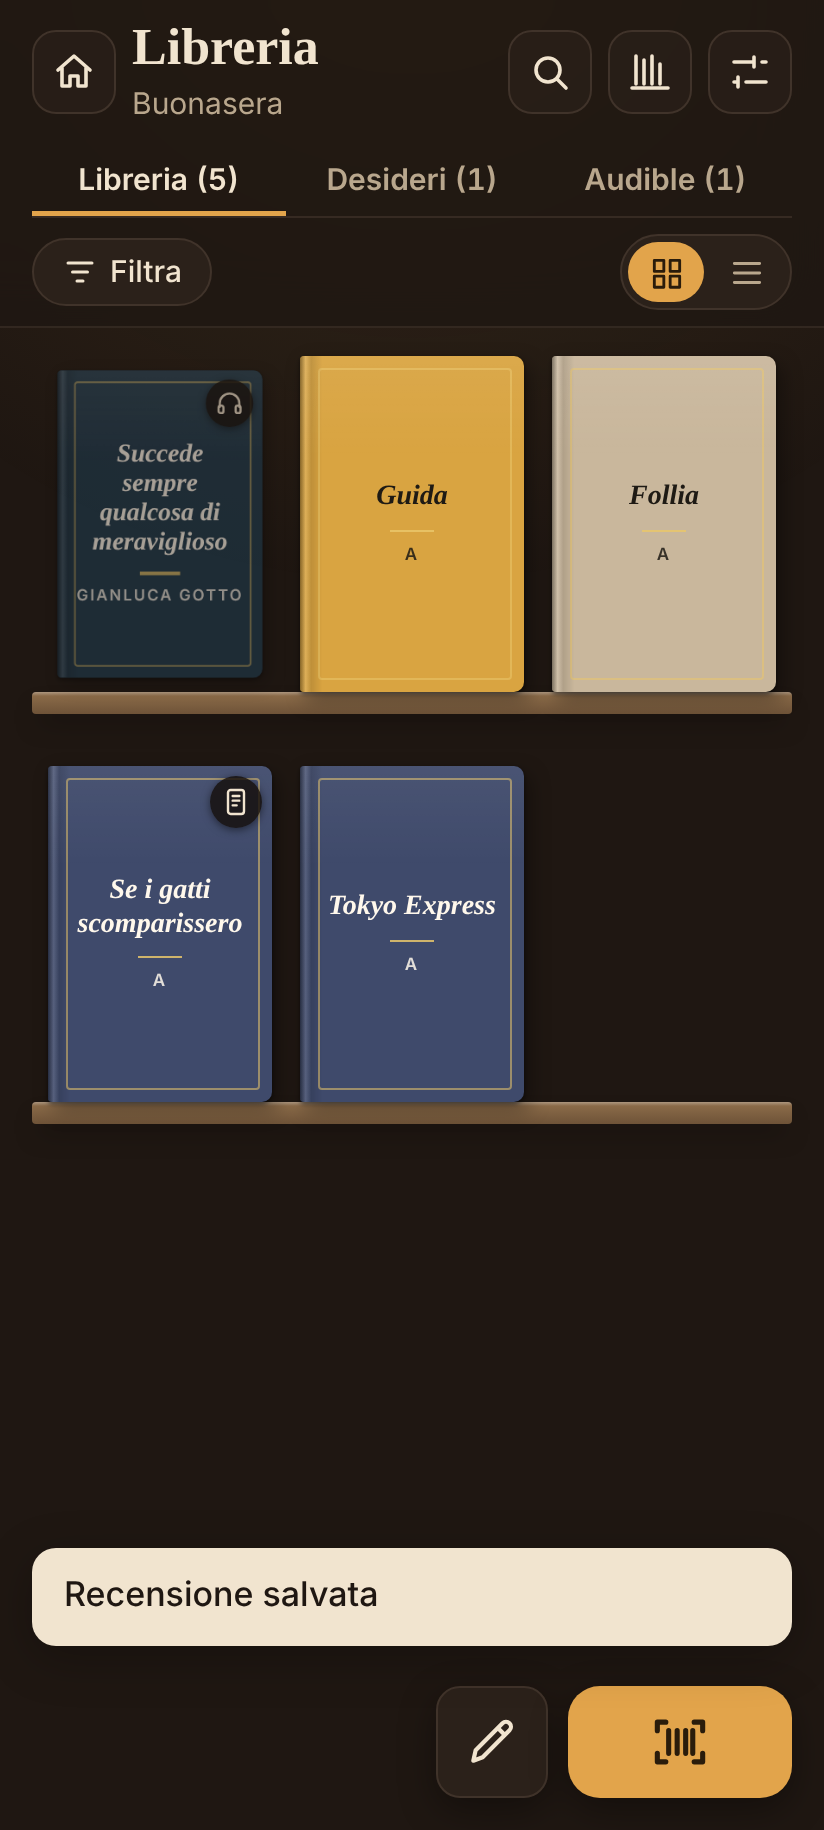 Libreria
Buonasera
Libreria (5)
Desideri (1)
Audible (1)
Filtra
Succede
sempre
qualcosa di
meraviglioso
GIANLUCA GOTTO
Guida
A
Follia
A
Se i gatti
scomparissero
A
Tokyo Express
A
Recensione salvata